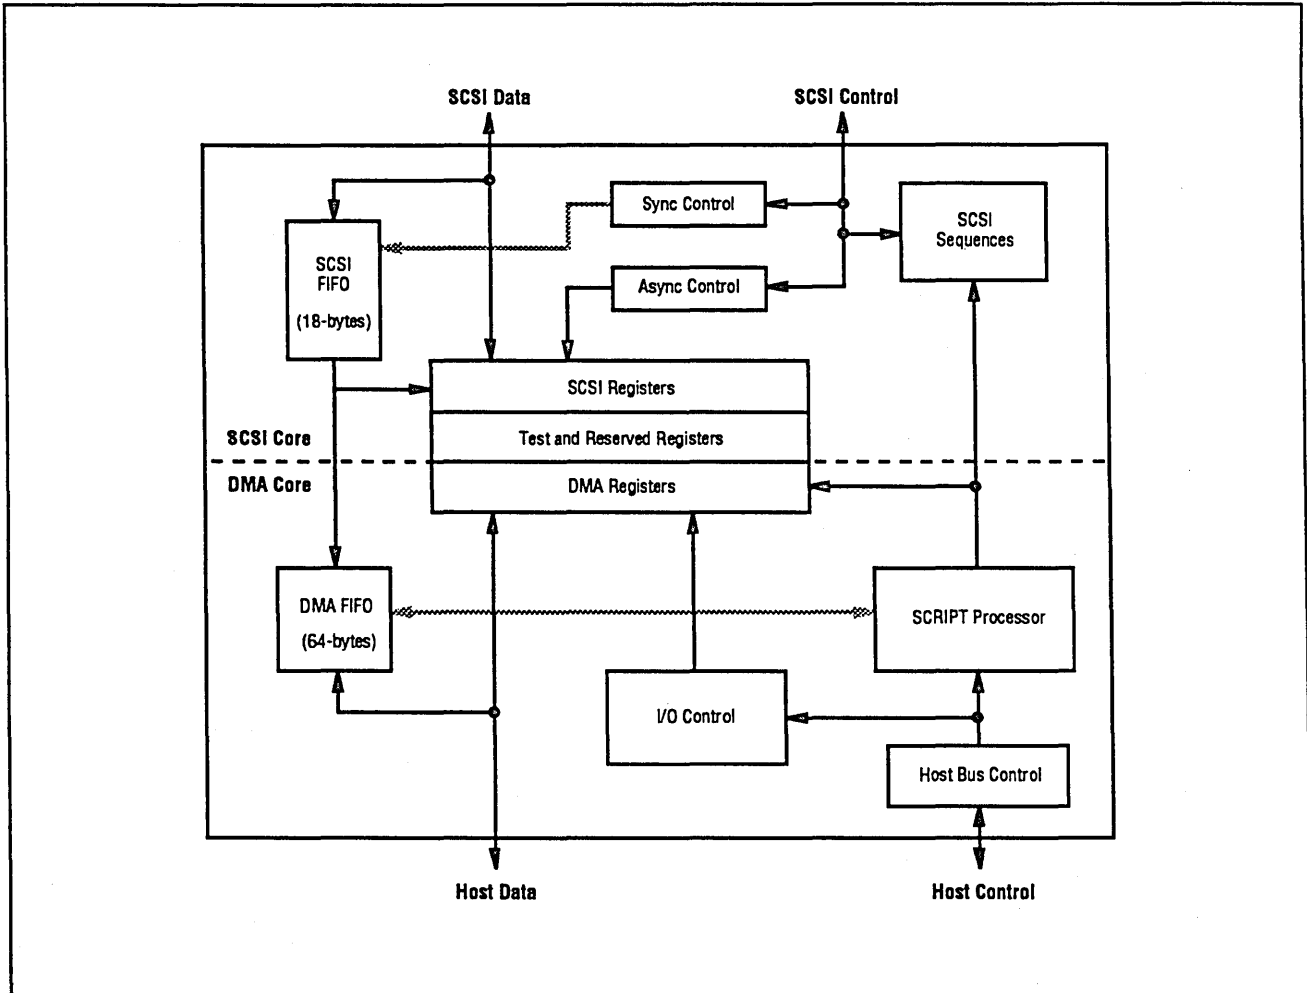 SCSI Data
SCSI Control
Sync Control
SCSI
Sequences
SCSI
FIFO
(18-bytes)
Async Control
SCSI Registers
Test and Reserved Registers
SCSI Core
DMA Core
DMA Registers
DMA FIFO
(64-bytes)
SCRIPT Processor
I/O Control
Host Bus Control
Host Data
Host Control